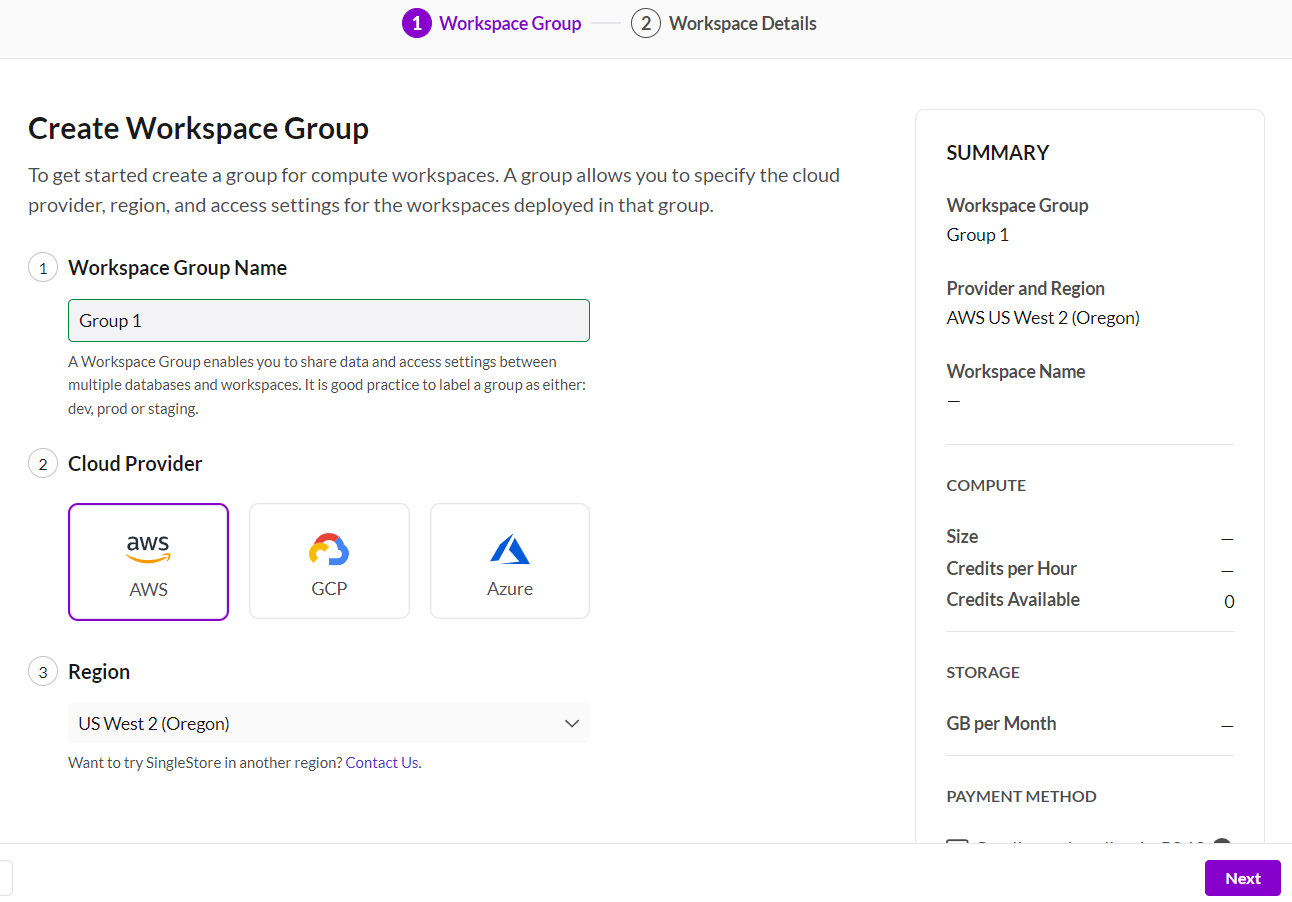 1 Workspace Group
2 Workspace Details
Create Workspace Group
To get started create a group for compute workspaces. A group allows you to specify the cloud
provider, region, and access settings for the workspaces deployed in that group.
1 Workspace Group Name
Group 1
A Workspace Group enables you to share data and access settings between
multiple databases and workspaces. It is good practice to label a group as either:
dev, prod or staging.
2 Cloud Provider
aws
AWS
GCP
Azure
3 Region
US West 2 (Oregon)
Want to try SingleStore in another region? Contact Us.
SUMMARY
Workspace Group
Group 1
Provider and Region
AWS US West 2 (Oregon)
Workspace Name
—
COMPUTE
Size —
Credits per Hour —
Credits Available 0
STORAGE
GB per Month —
PAYMENT METHOD
Next